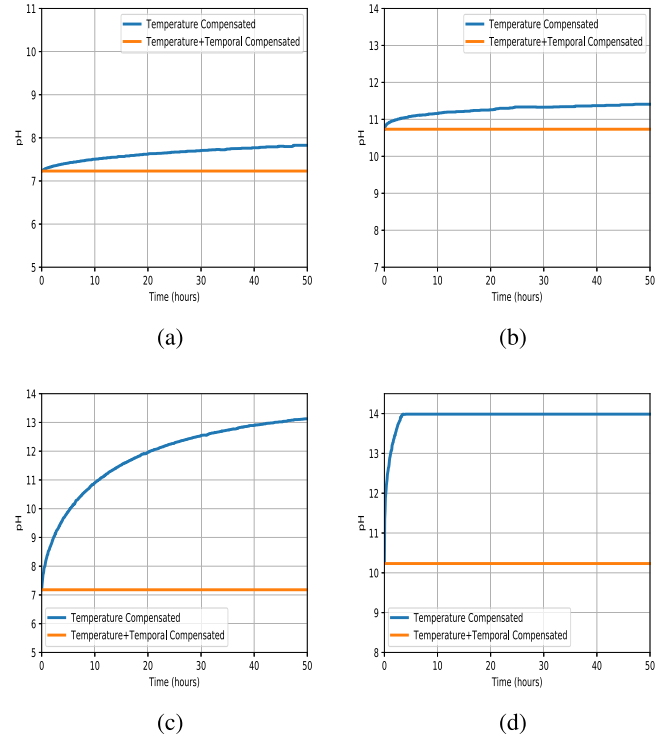 11
10
9
8
7
6
5
pH
0 10 20 30 40 50
Time (hours)
Temperature Compensated
Temperature+Temporal Compensated
(a)
14
13
12
11
10
9
8
7
pH
0 10 20 30 40 50
Time (hours)
Temperature Compensated
Temperature+Temporal Compensated
(b)
14
13
12
11
10
9
8
7
6
5
pH
0 10 20 30 40 50
Time (hours)
Temperature Compensated
Temperature+Temporal Compensated
(c)
14
13
12
11
10
9
8
pH
0 10 20 30 40 50
Time (hours)
Temperature Compensated
Temperature+Temporal Compensated
(d)